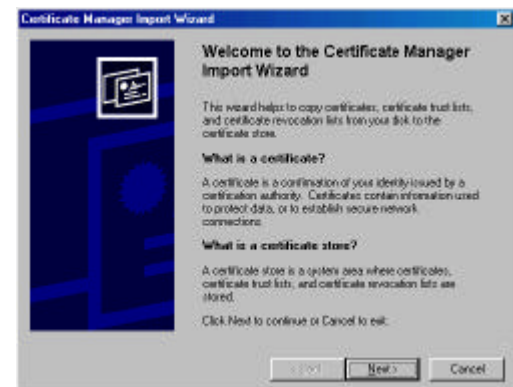 Certificate Manager Import Wizard
Welcome to the Certificate Manager
Import Wizard
This wizard helps to copy certificates, certificate trust lists,
and certificate revocation lists from your disk to the
certificate store.
What is a certificate?
A certificate is a confirmation of your identity issued by a
certification authority. Certificates contain information used
to protect data, or to establish secure network
connections.
What is a certificate store?
A certificate store is a system area where certificates,
certificate trust lists, and certificate revocation lists are
stored.
Click Next to continue or Cancel to exit.
Next >
Cancel